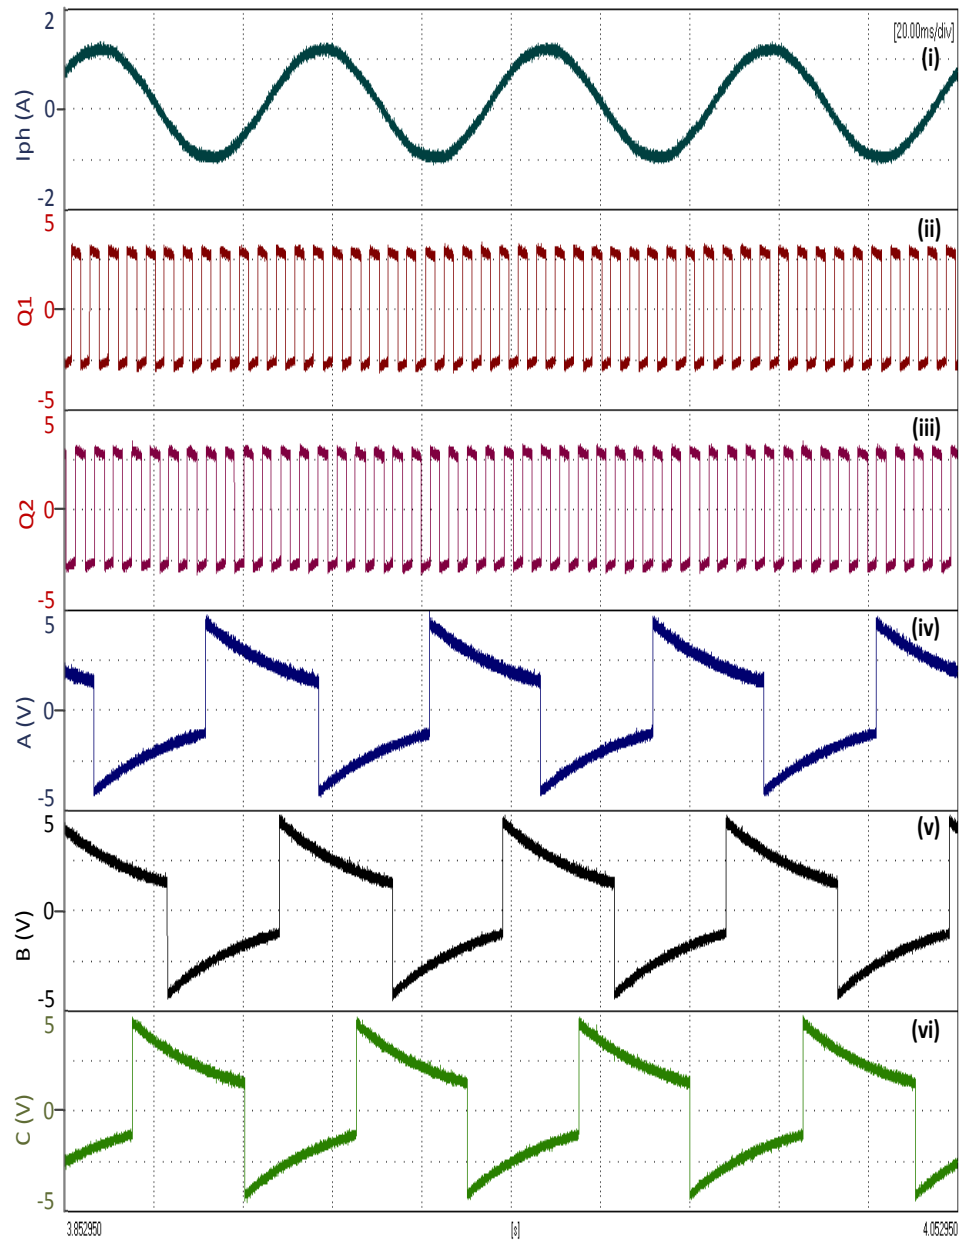 2
[20.00ms/div]
(i)
Iph (A)
0
-2
5
(ii)
Q1
0
-5
5
(iii)
Q2
0
-5
5
(iv)
A (V)
0
-5
5
(v)
B (V)
0
-5
5
(vi)
C (V)
0
-5
3.852950
[s]
4.052950